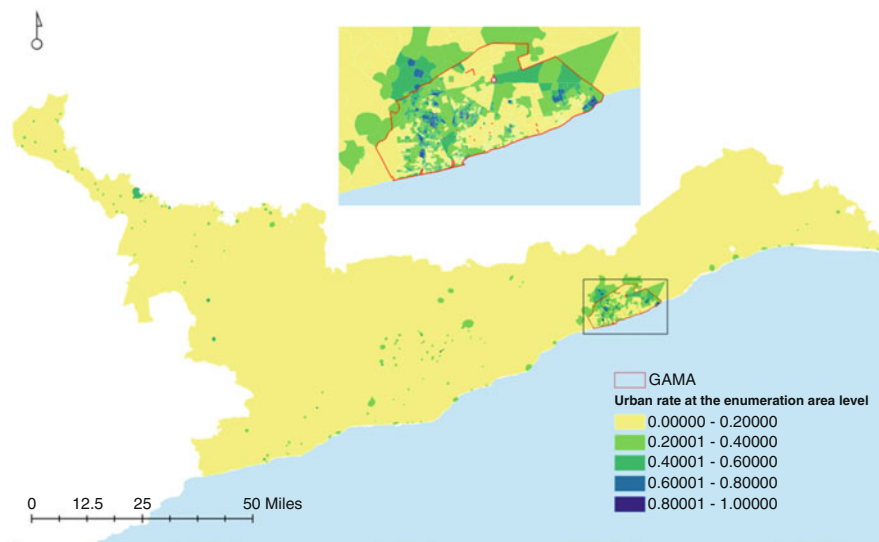 GAMA
Urban rate at the enumeration area level
0.00000 - 0.20000
0.20001 - 0.40000
0.40001 - 0.60000
0.60001 - 0.80000
0.80001 - 1.00000
0 12.5 25 50 Miles